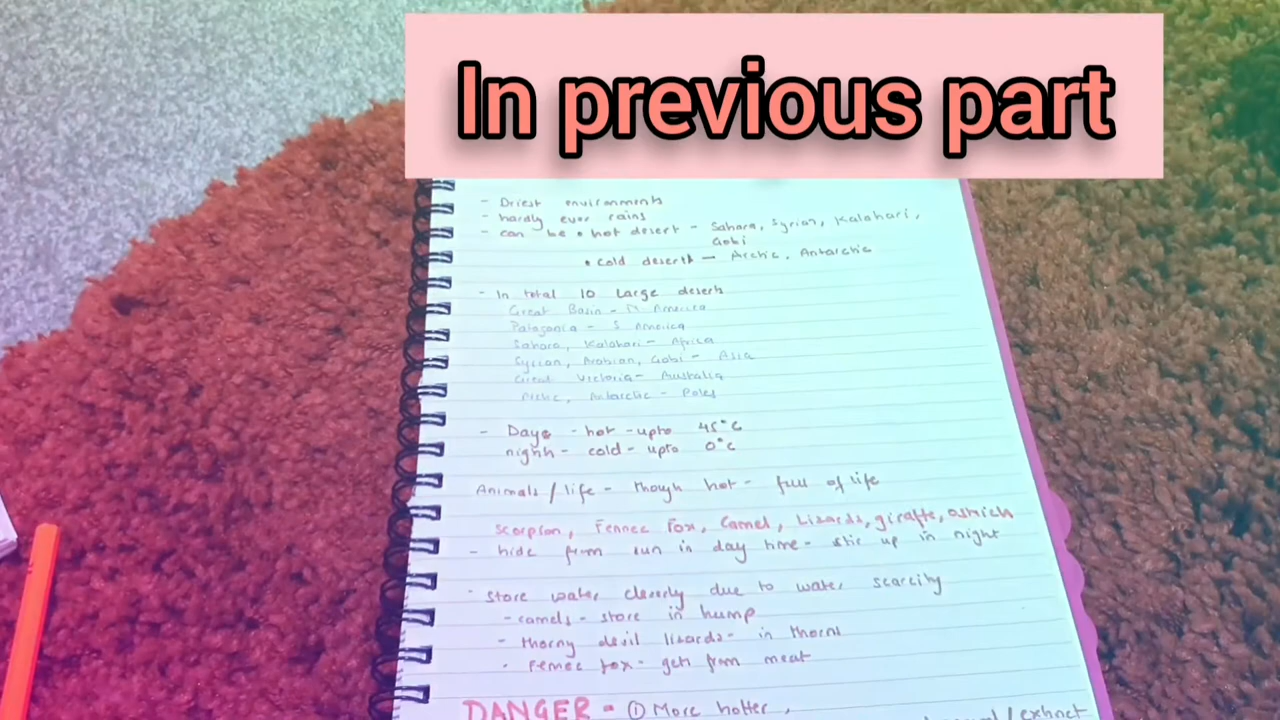 In previous part
- Driest environments
- hardly ever rains
- can be • hot desert - Sahara, Syrian, Kalahari,
Gobi
• cold desert - Arctic, Antarctic
- In total 10 Large desert
Great Basin - N America
Patagonia - S America
Sahara, Kalahari - Africa
Syrian, Arabian, Gobi - Asia
Great Victoria - Australia
Arctic, Antarctic - Poles
- Days - hot - upto 45°C
night - cold - upto 0°C
Animals/life - though hot - full of life
Scorpion, Fennec Fox, Camel, Lizards, giraffe, ostrich
- hide from sun in day time - up in night
• store water cleverly due to water scarcity
- camels - store in hump
- thorny devil lizards - in thorns
• Fennec fox - get from meat
DANGER = ① More hotter,
/extinct